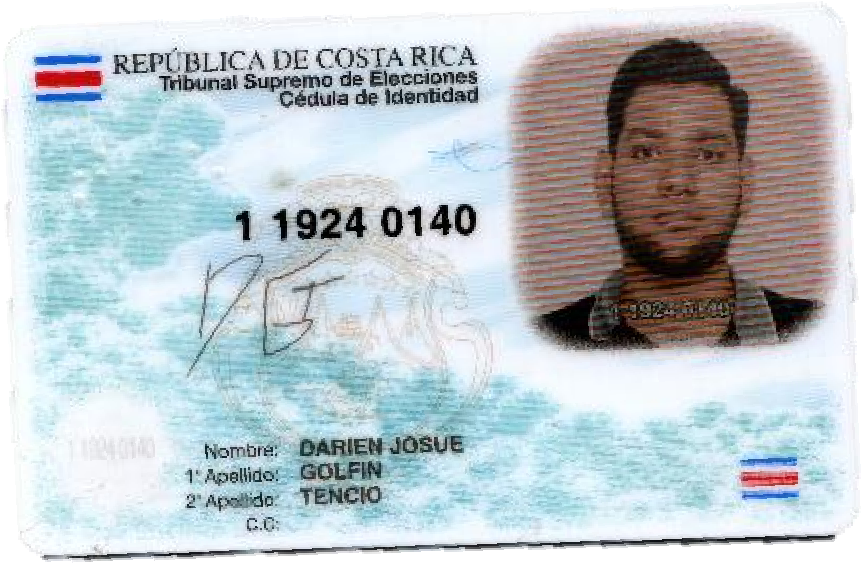 REPÚBLICA DE COSTA RICA
Tribunal Supremo de Elecciones
Cédula de Identidad
1 1924 0140
1 1924 0140
1 1924 0140
Nombre: DARIEN JOSUE
1° Apellido: GOLFIN
2° Apellido: TENCIO
C.C: